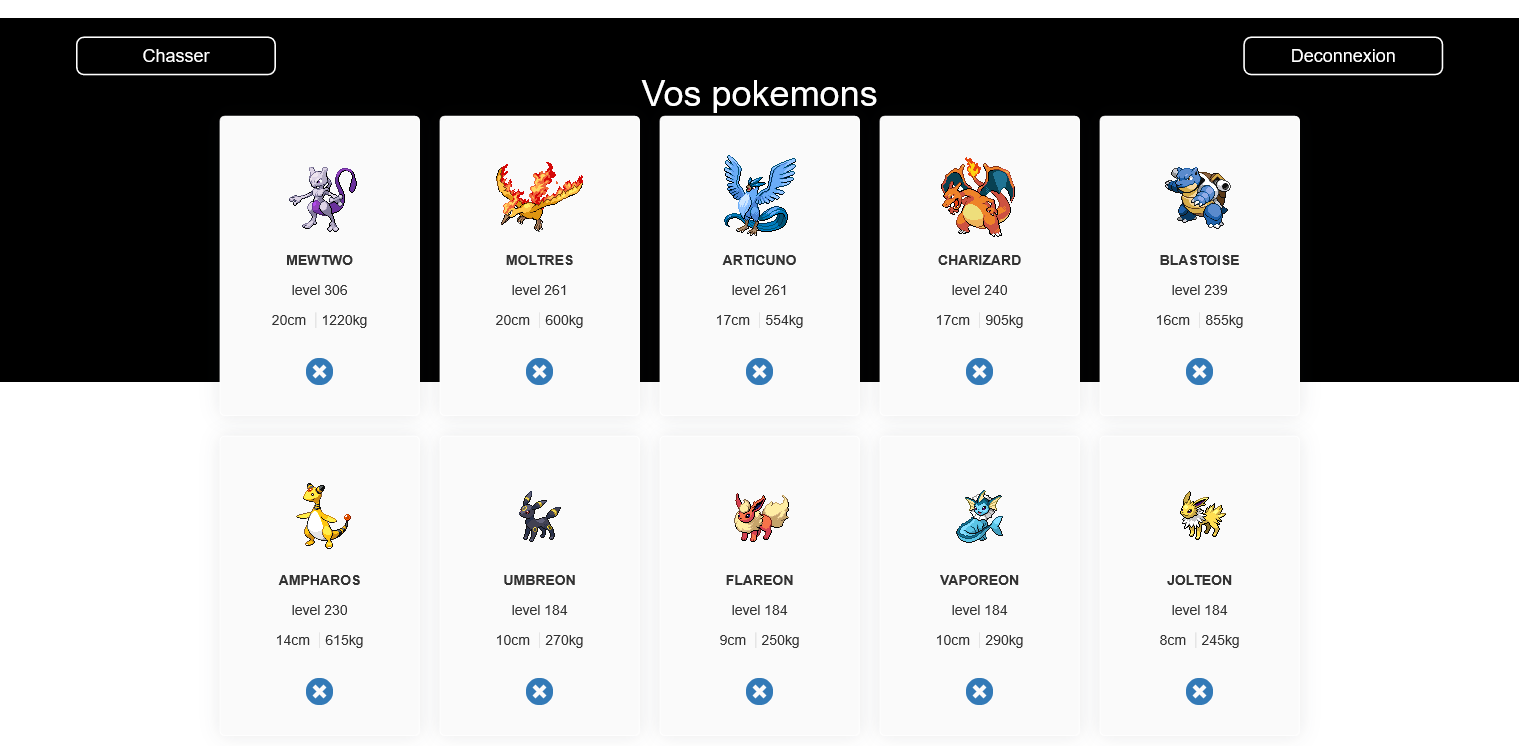 Chasser
Deconnexion
Vos pokemons
MEWTWO
level 306
20cm 1220kg
MOLTRES
level 261
20cm 600kg
ARTICUNO
level 261
17cm 554kg
CHARIZARD
level 240
17cm 905kg
BLASTOISE
level 239
16cm 855kg
AMPHAROS
level 230
14cm 615kg
UMBREON
level 184
10cm 270kg
FLAREON
level 184
9cm 250kg
VAPOREON
level 184
10cm 290kg
JOLTEON
level 184
8cm 245kg